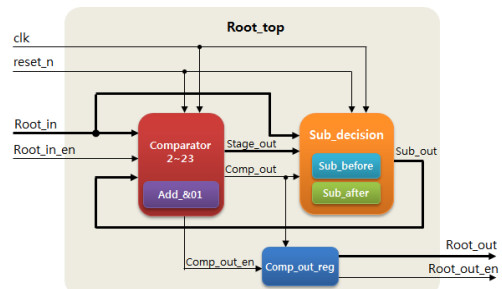 Root_top
clk
reset_n
Root_in
Root_in_en
Comparator
2~23
Add_&01
Stage_out
Comp_out
Sub_decision
Sub_before
Sub_after
Sub_out
Comp_out_en
Comp_out_reg
Root_out
Root_out_en